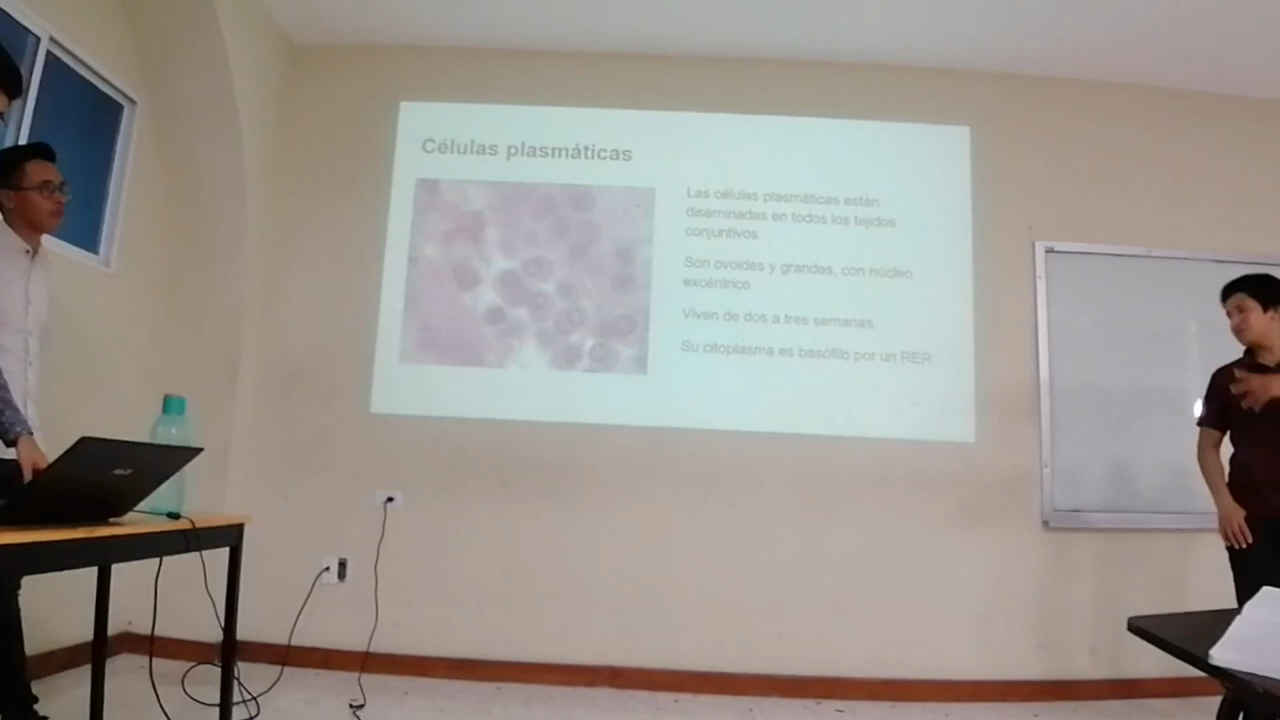 Células plasmáticas
Las células plasmáticas están
diseminadas en todos los tejidos
conjuntivos.
Son ovoides y grandes, con núcleo
excéntrico.
Viven de dos a tres semanas.
Su citoplasma es basófilo por un RER.